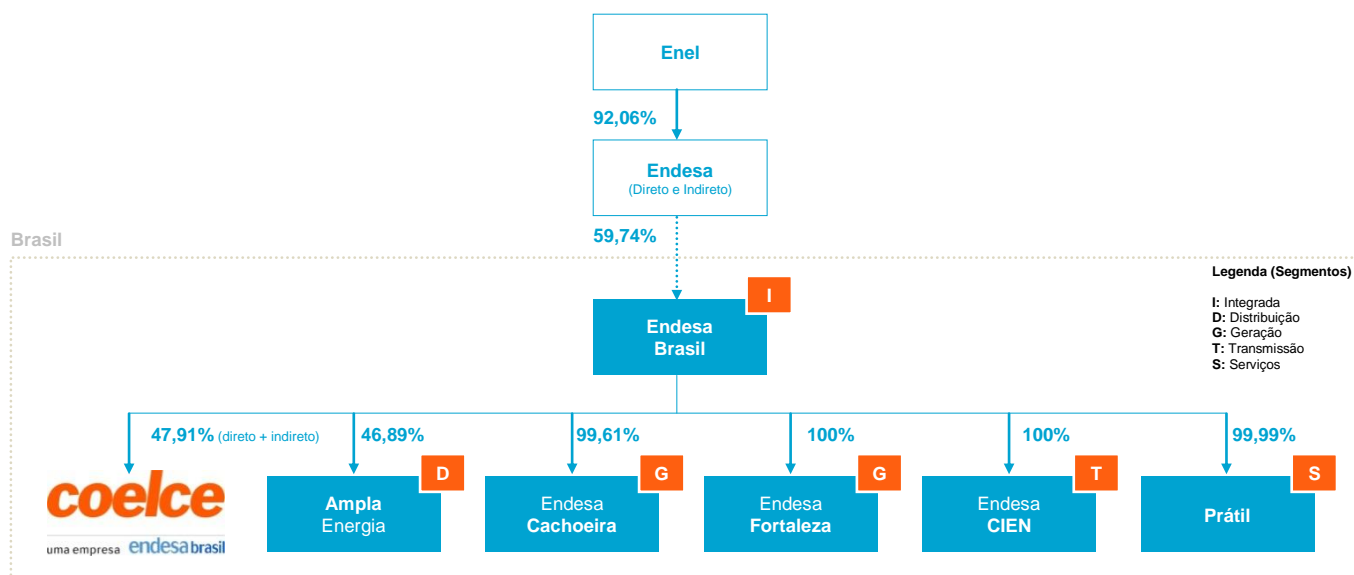 Enel
92,06%
Endesa
(Direto e Indireto)
59,74%
Brasil
Legenda (Segmentos)
I: Integrada
D: Distribuição
G: Geração
T: Transmissão
S: Serviços
I
Endesa
Brasil
47,91% (direto + indireto)
46,89%
99,61%
100%
100%
99,99%
coelce
uma empresa endesa brasil
D
Ampla
Energia
G
Endesa
Cachoeira
G
Endesa
Fortaleza
T
Endesa
CIEN
S
Prátil